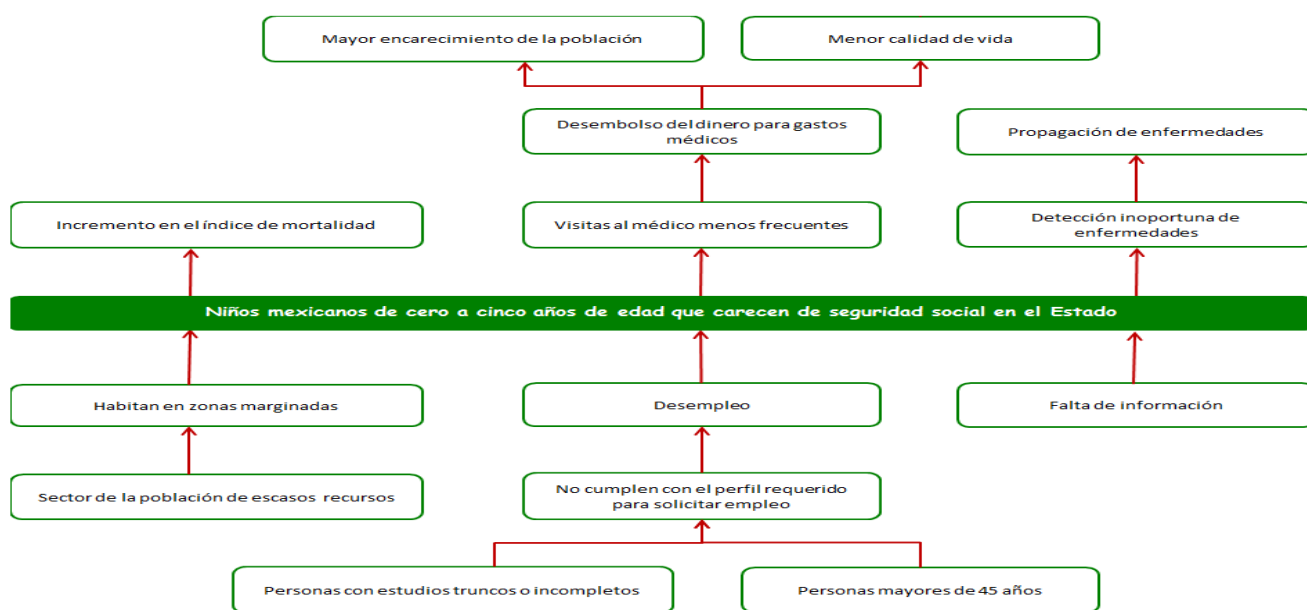 Mayor encarecimiento de la población
Menor calidad de vida
Desembolso del dinero para gastos
médicos
Propagación de enfermedades
Incremento en el índice de mortalidad
Visitas al médico menos frecuentes
Detección inoportuna de
enfermedades
Niños mexicanos de cero a cinco años de edad que carecen de seguridad social en el Estado
Habitan en zonas marginadas
Desempleo
Falta de información
Sector de la población de escasos recursos
No cumplen con el perfil requerido
para solicitar empleo
Personas con estudios truncos o incompletos
Personas mayores de 45 años